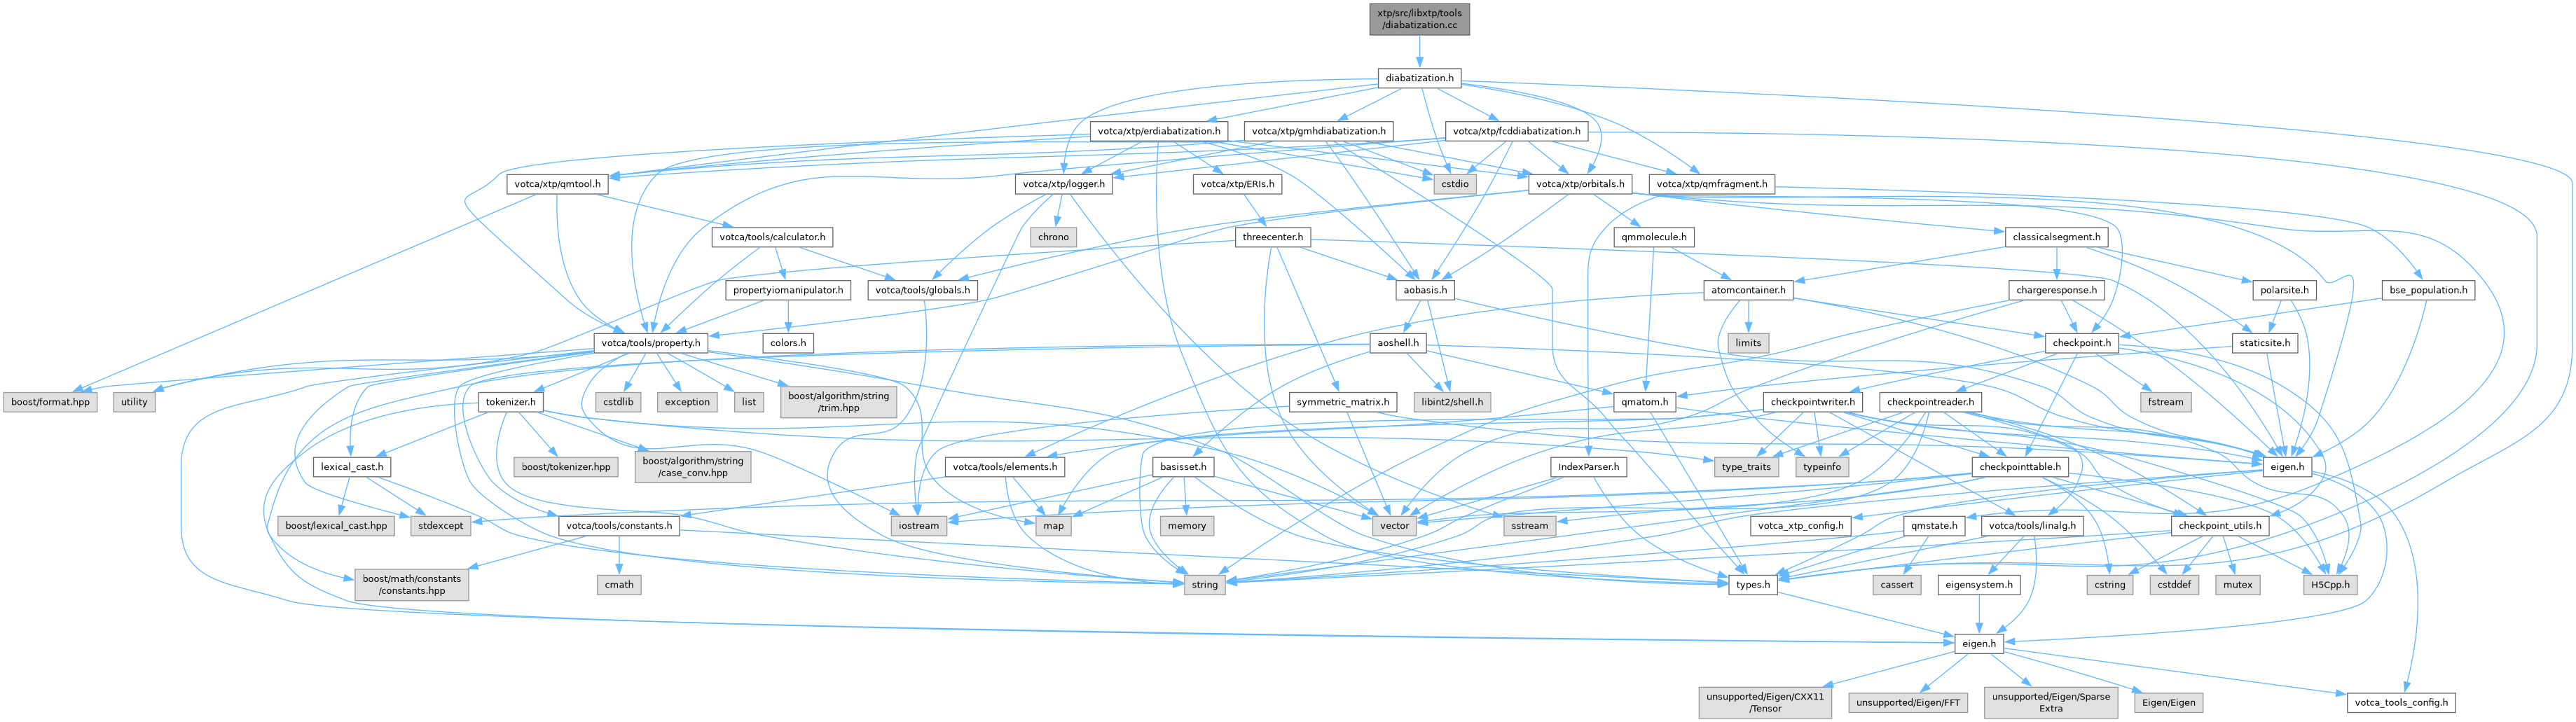 xtp/src/libxtp/tools
/diabatization.cc
diabatization.h
votca/xtp/erdiabatization.h
votca/xtp/gmhdiabatization.h
votca/xtp/fcddiabatization.h
votca/xtp/qmtool.h
votca/xtp/logger.h
votca/xtp/ERIs.h
cstdio
votca/xtp/orbitals.h
votca/xtp/qmfragment.h
votca/tools/calculator.h
chrono
threecenter.h
qmmolecule.h
classicalsegment.h
propertyiomanipulator.h
votca/tools/globals.h
aobasis.h
atomcontainer.h
chargeresponse.h
polarsite.h
bse_population.h
votca/tools/property.h
colors.h
aoshell.h
limits
checkpoint.h
staticsite.h
boost/format.hpp
utility
tokenizer.h
cstdlib
exception
list
boost/algorithm/string
/trim.hpp
symmetric_matrix.h
libint2/shell.h
qmatom.h
checkpointwriter.h
checkpointreader.h
fstream
lexical_cast.h
boost/tokenizer.hpp
boost/algorithm/string
/case_conv.hpp
votca/tools/elements.h
basisset.h
IndexParser.h
type_traits
typeinfo
checkpointtable.h
eigen.h
boost/lexical_cast.hpp
stdexcept
votca/tools/constants.h
iostream
map
memory
vector
sstream
votca_xtp_config.h
qmstate.h
votca/tools/linalg.h
checkpoint_utils.h
boost/math/constants
/constants.hpp
cmath
string
types.h
cassert
eigensystem.h
cstring
cstddef
mutex
H5Cpp.h
eigen.h
unsupported/Eigen/CXX11
/Tensor
unsupported/Eigen/FFT
unsupported/Eigen/Sparse
Extra
Eigen/Eigen
votca_tools_config.h